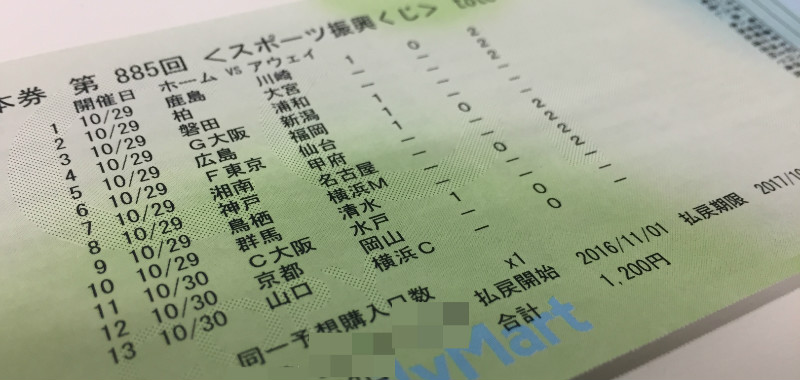 本券 第 885回 <スポーツ振興くじ>
開催日 ホーム VS アウェイ
1 10/29 鹿島 川崎 1 0 2
2 10/29 柏 大宮
3 10/29 磐田 浦和
4 10/29 G大阪 新潟
5 10/29 広島 福岡
6 10/29 F東京 仙台
7 10/29 湘南 甲府
8 10/29 神戸 名古屋
9 10/29 鳥栖 横浜M
10 10/29 群馬 清水
11 10/30 C大阪 水戸
12 10/30 京都 岡山 — 0 —
13 10/30 山口 横浜C — 0 —
同一予想購入口数 x1
払戻開始 2016/11/01 払戻期限 2017/10
合計 1,200円